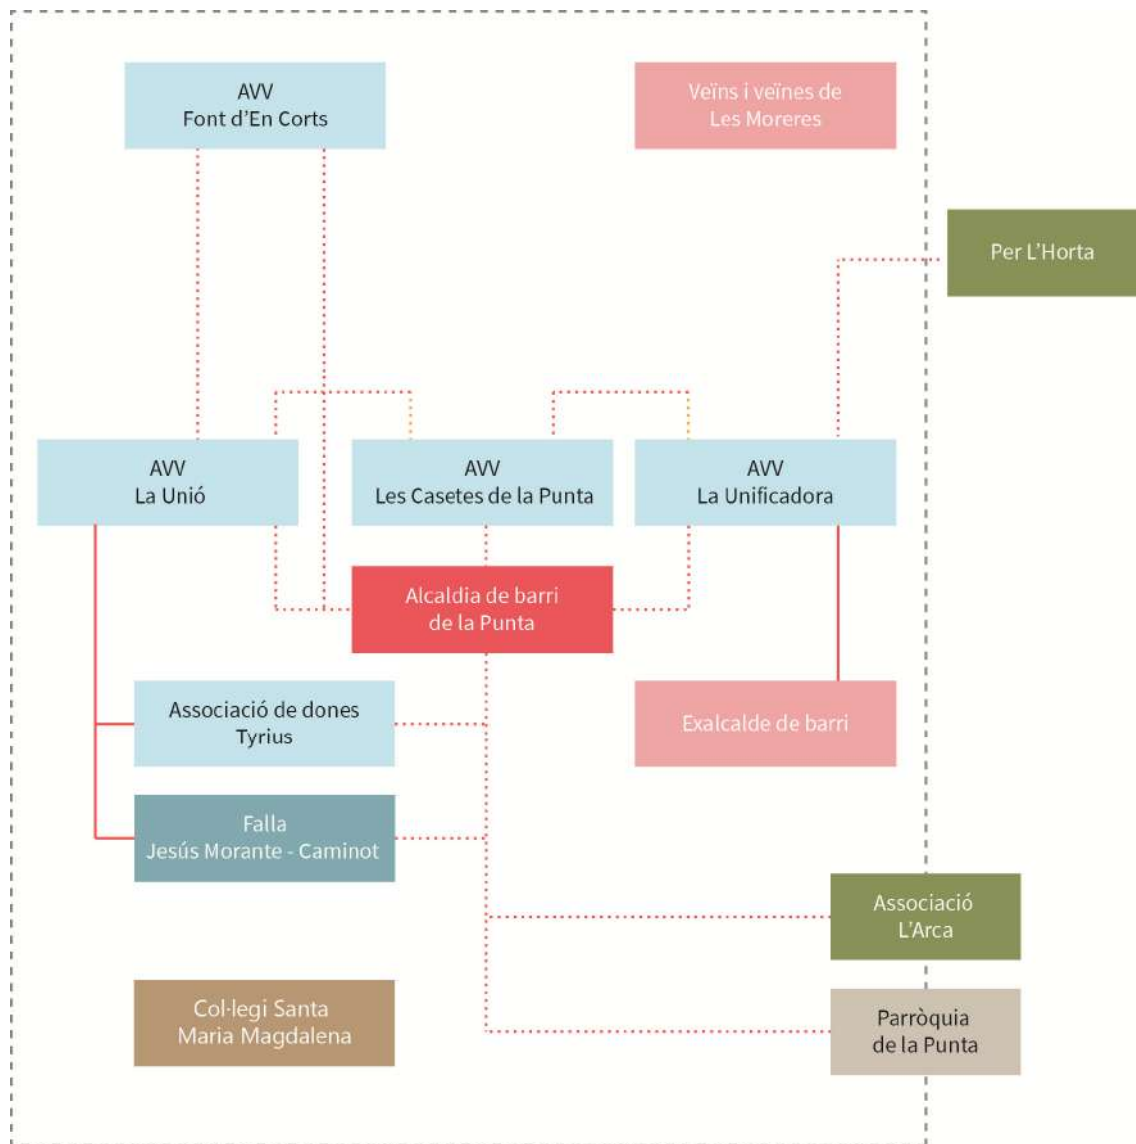 AVV
Font d’En Corts
Veïns i veïnes de
Les Moreres
Per L’Horta
AVV
La Unió
AVV
Les Casetes de la Punta
AVV
La Unificadora
Alcaldia de barri
de la Punta
Associació de dones
Tyrius
Exalcalde de barri
Falla
Jesús Morante - Caminot
Associació
L’Arca
Col·legi Santa
Maria Magdalena
Parròquia
de la Punta